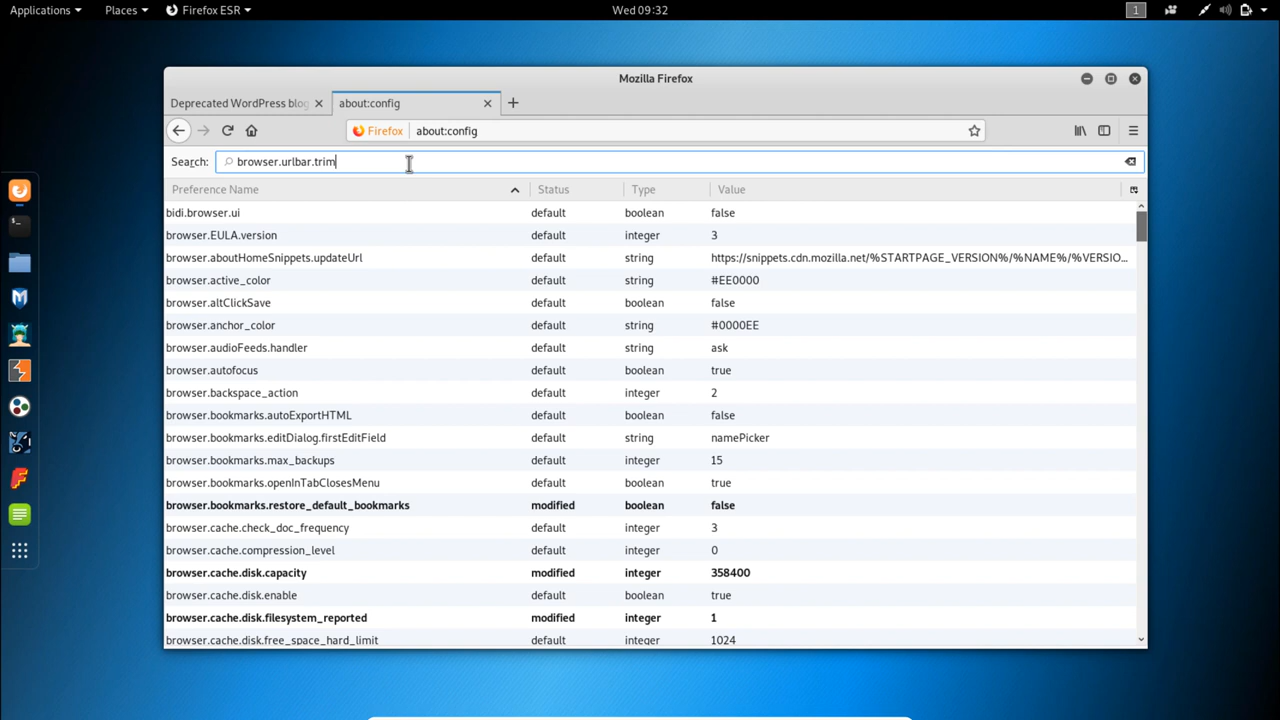 Applications Places Firefox ESR Wed 09:32 1
Mozilla Firefox
Deprecated WordPress blog about:config
Firefox about:config
Search: browser.urlbar.trim
Preference Name Status Type Value
bidi.browser.ui default boolean false
browser.EULA.version default integer 3
browser.aboutHomeSnippets.updateUrl default string https://snippets.cdn.mozilla.net/%STARTPAGE_VERSION%/%NAME%/%VERSIO...
browser.active_color default string #EE0000
browser.altClickSave default boolean false
browser.anchor_color default string #0000EE
browser.audioFeeds.handler default string ask
browser.autofocus default boolean true
browser.backspace_action default integer 2
browser.bookmarks.autoExportHTML default boolean false
browser.bookmarks.editDialog.firstEditField default string namePicker
browser.bookmarks.max_backups default integer 15
browser.bookmarks.openInTabClosesMenu default boolean true
browser.bookmarks.restore_default_bookmarks modified boolean false
browser.cache.check_doc_frequency default integer 3
browser.cache.compression_level default integer 0
browser.cache.disk.capacity modified integer 358400
browser.cache.disk.enable default boolean true
browser.cache.disk.filesystem_reported modified integer 1
browser.cache.disk.free_space_hard_limit default integer 1024